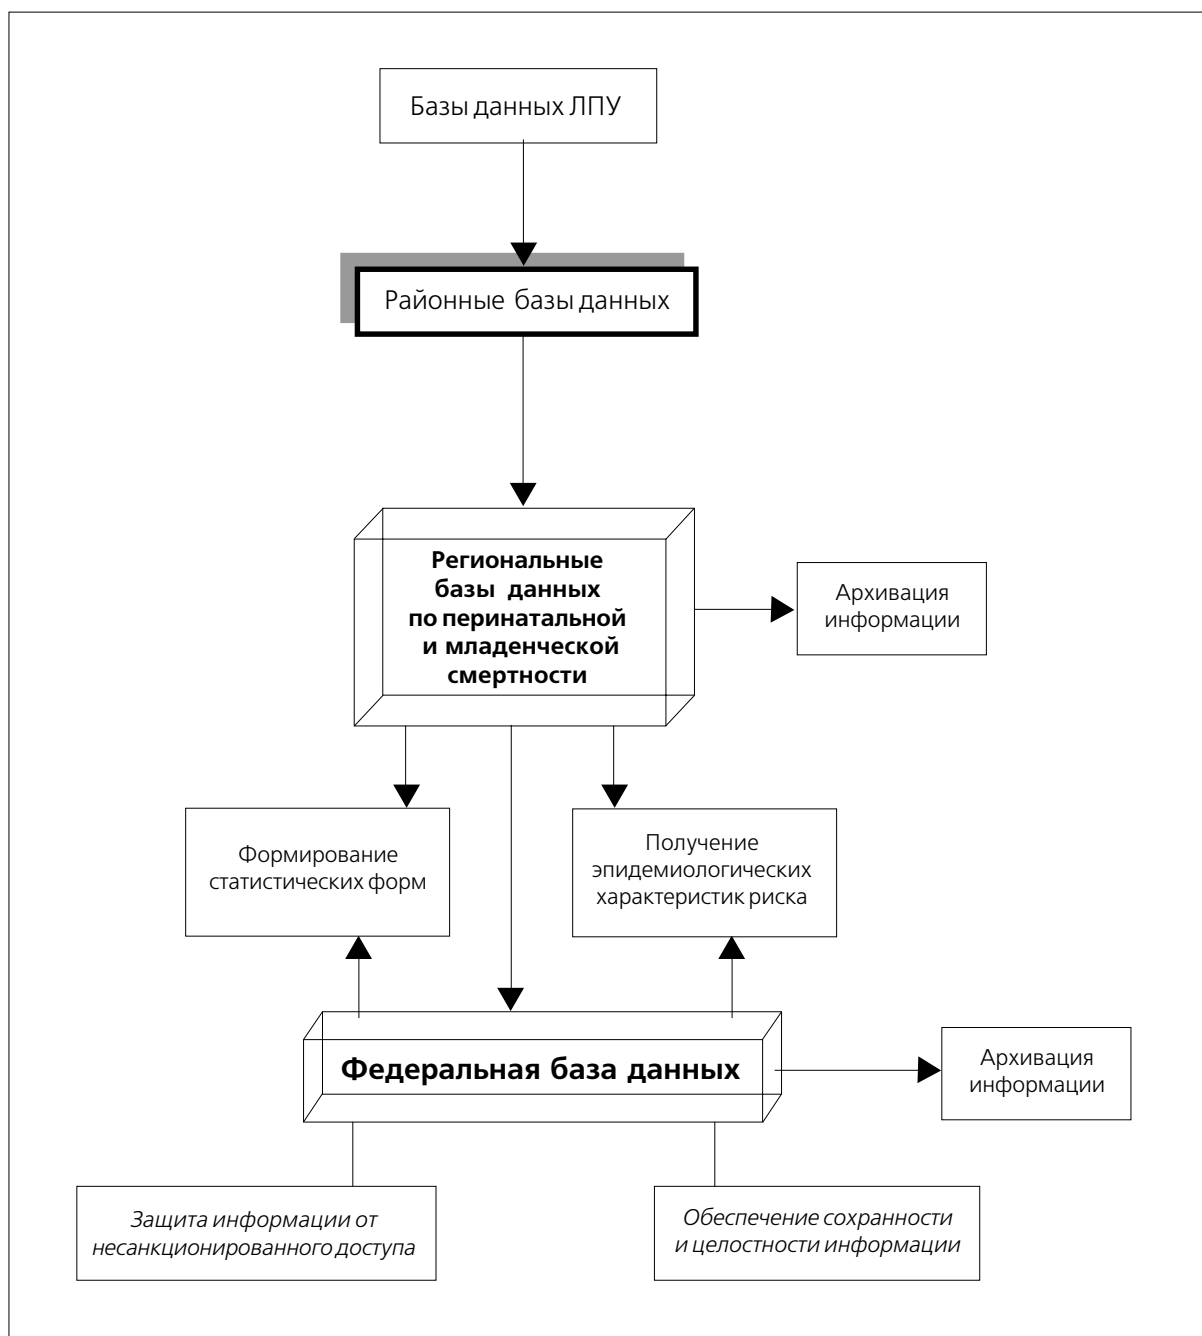 Базы данных ЛПУ
Районные базы данных
Региональные
базы данных
по перинатальной
и младенческой
смертности
Архивация
информации
Формирование
статистических форм
Получение
эпидемиологических
характеристик риска
Федеральная база данных
Архивация
информации
Защита информации от
несанкционированного доступа
Обеспечение сохранности
и целостности информации